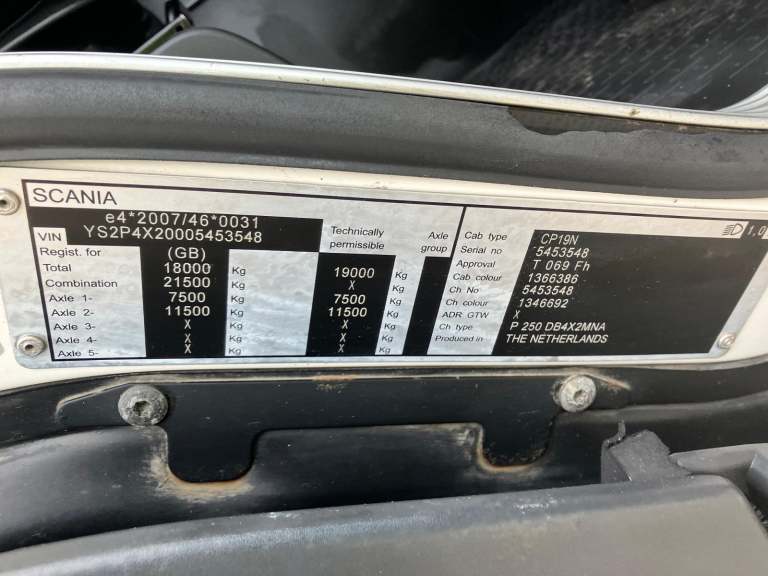 SCANIA
e4*2007/46*0031
VIN YS2P4X20005453548
Technically permissible
Axle group
Regist. for (GB)
Total 18000 Kg 19000 Kg
Combination 21500 Kg X Kg
Axle 1- 7500 Kg 7500 Kg
Axle 2- 11500 Kg 11500 Kg
Axle 3- X Kg X Kg
Axle 4- X Kg X Kg
Axle 5- X Kg X Kg
1,0
Cab type CP19N
Serial no 5453548
Approval T 069 Fh
Cab. colour 1366386
Ch No 5453548
Ch colour 1346692
ADR GTW X
Ch type P 250 DB4X2MNA
Produced in THE NETHERLANDS